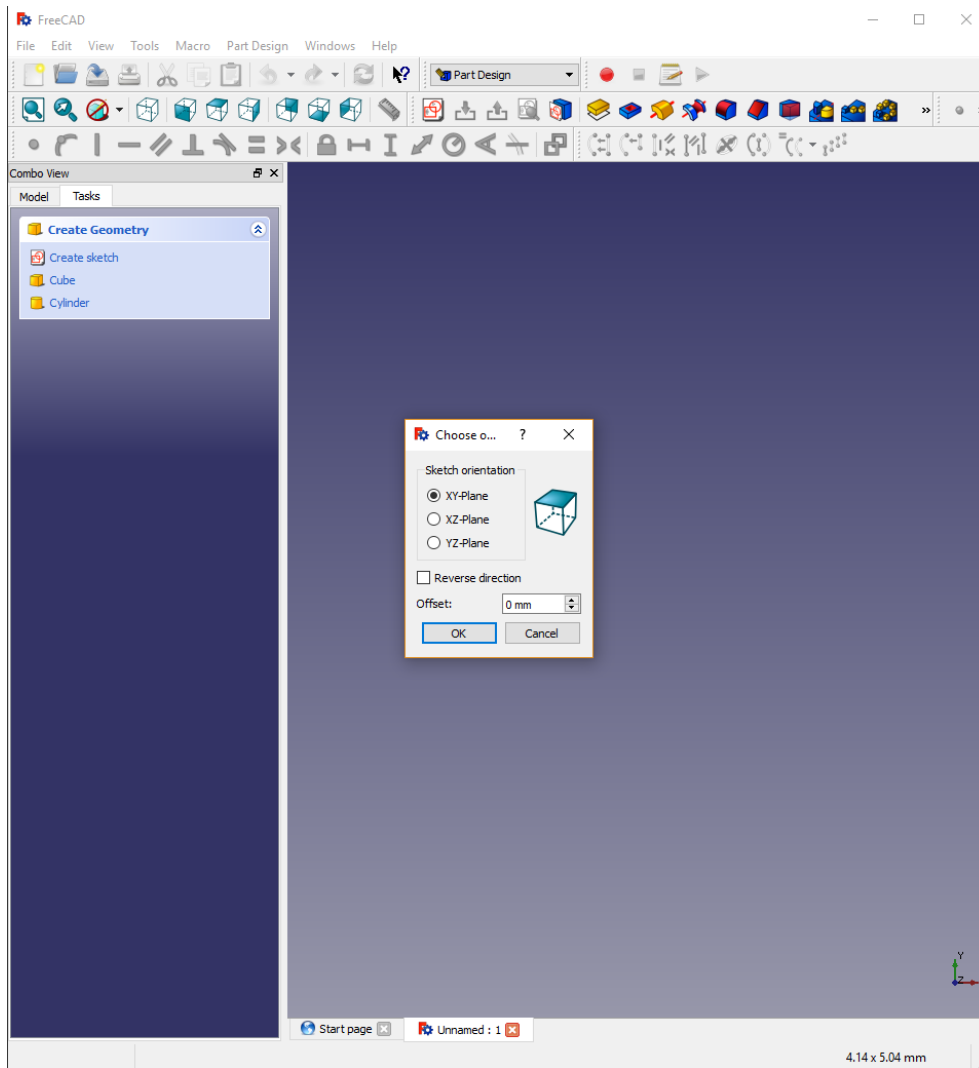 FreeCAD
File Edit View Tools Macro Part Design Windows Help
Part Design
Combo View
Model Tasks
Create Geometry
Create sketch
Cube
Cylinder
Choose o... ?
Sketch orientation
XY-Plane
XZ-Plane
YZ-Plane
Reverse direction
Offset: 0 mm
OK Cancel
Y
Z
Start page Unnamed : 1
4.14 x 5.04 mm